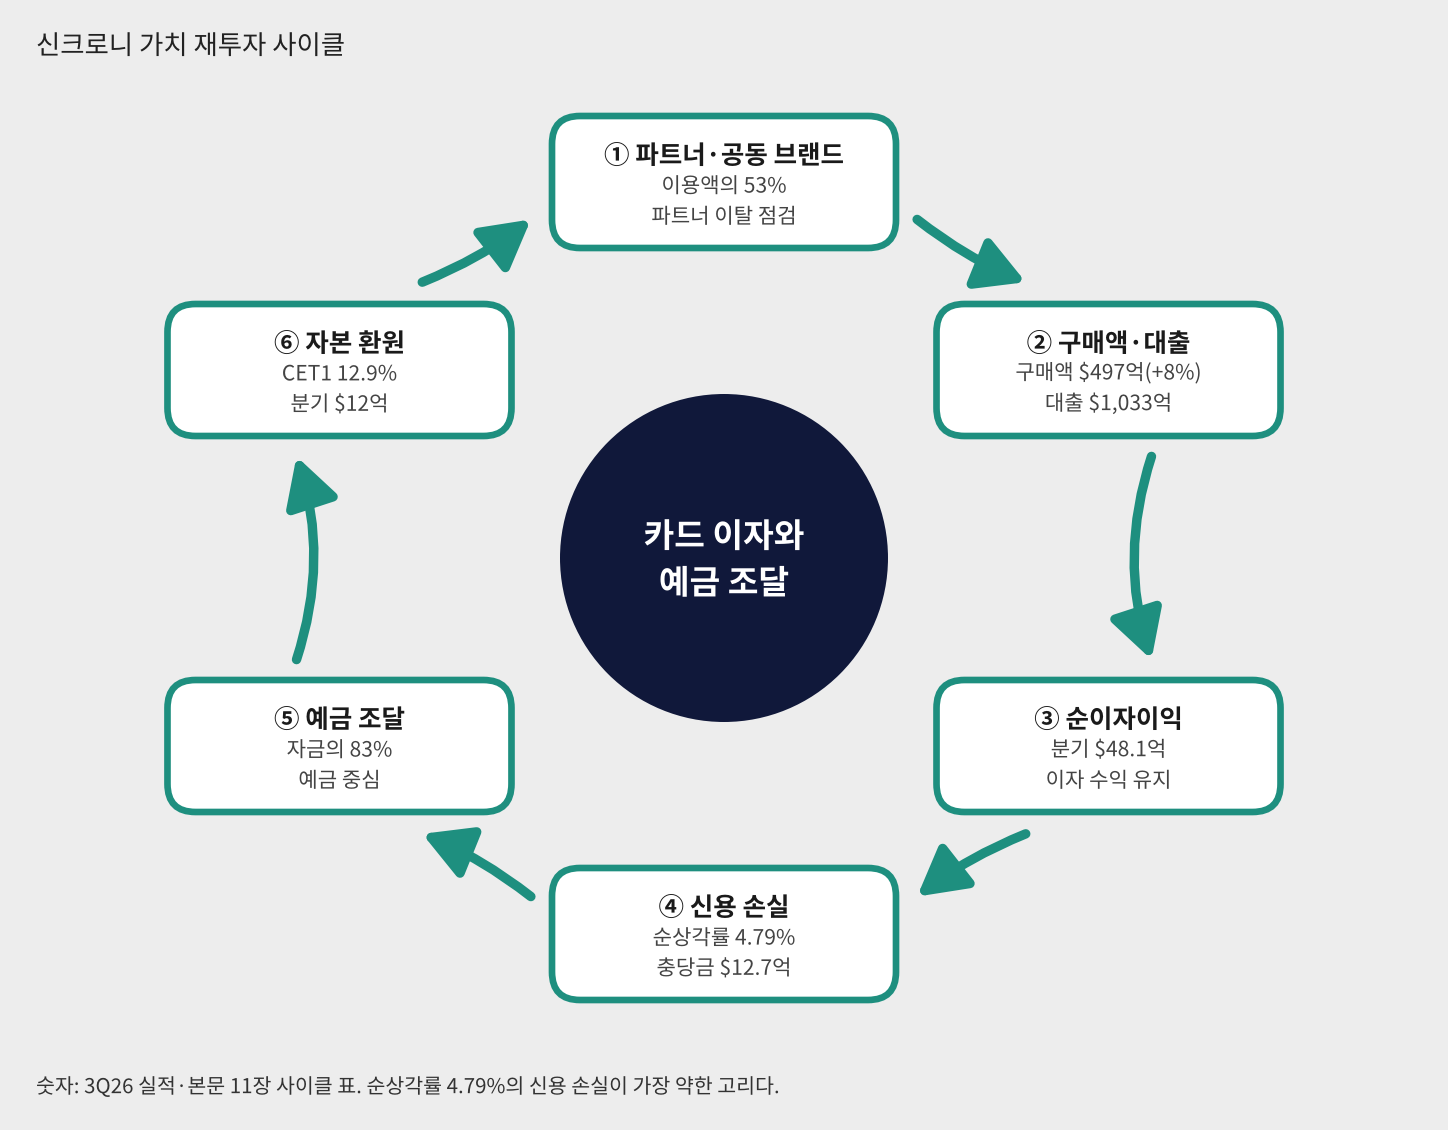 신크로니 가치 재투자 사이클
① 파트너·공동 브랜드
이용액의 53%
파트너 이탈 점검
② 구매액·대출
구매액 $497억(+8%)
대출 $1,033억
③ 순이자이익
분기 $48.1억
이자 수익 유지
④ 신용 손실
순상각률 4.79%
충당금 $12.7억
⑤ 예금 조달
자금의 83%
예금 중심
⑥ 자본 환원
CET1 12.9%
분기 $12억
카드 이자와
예금 조달
숫자: 3Q26 실적·본문 11장 사이클 표. 순상각률 4.79%의 신용 손실이 가장 약한 고리다.